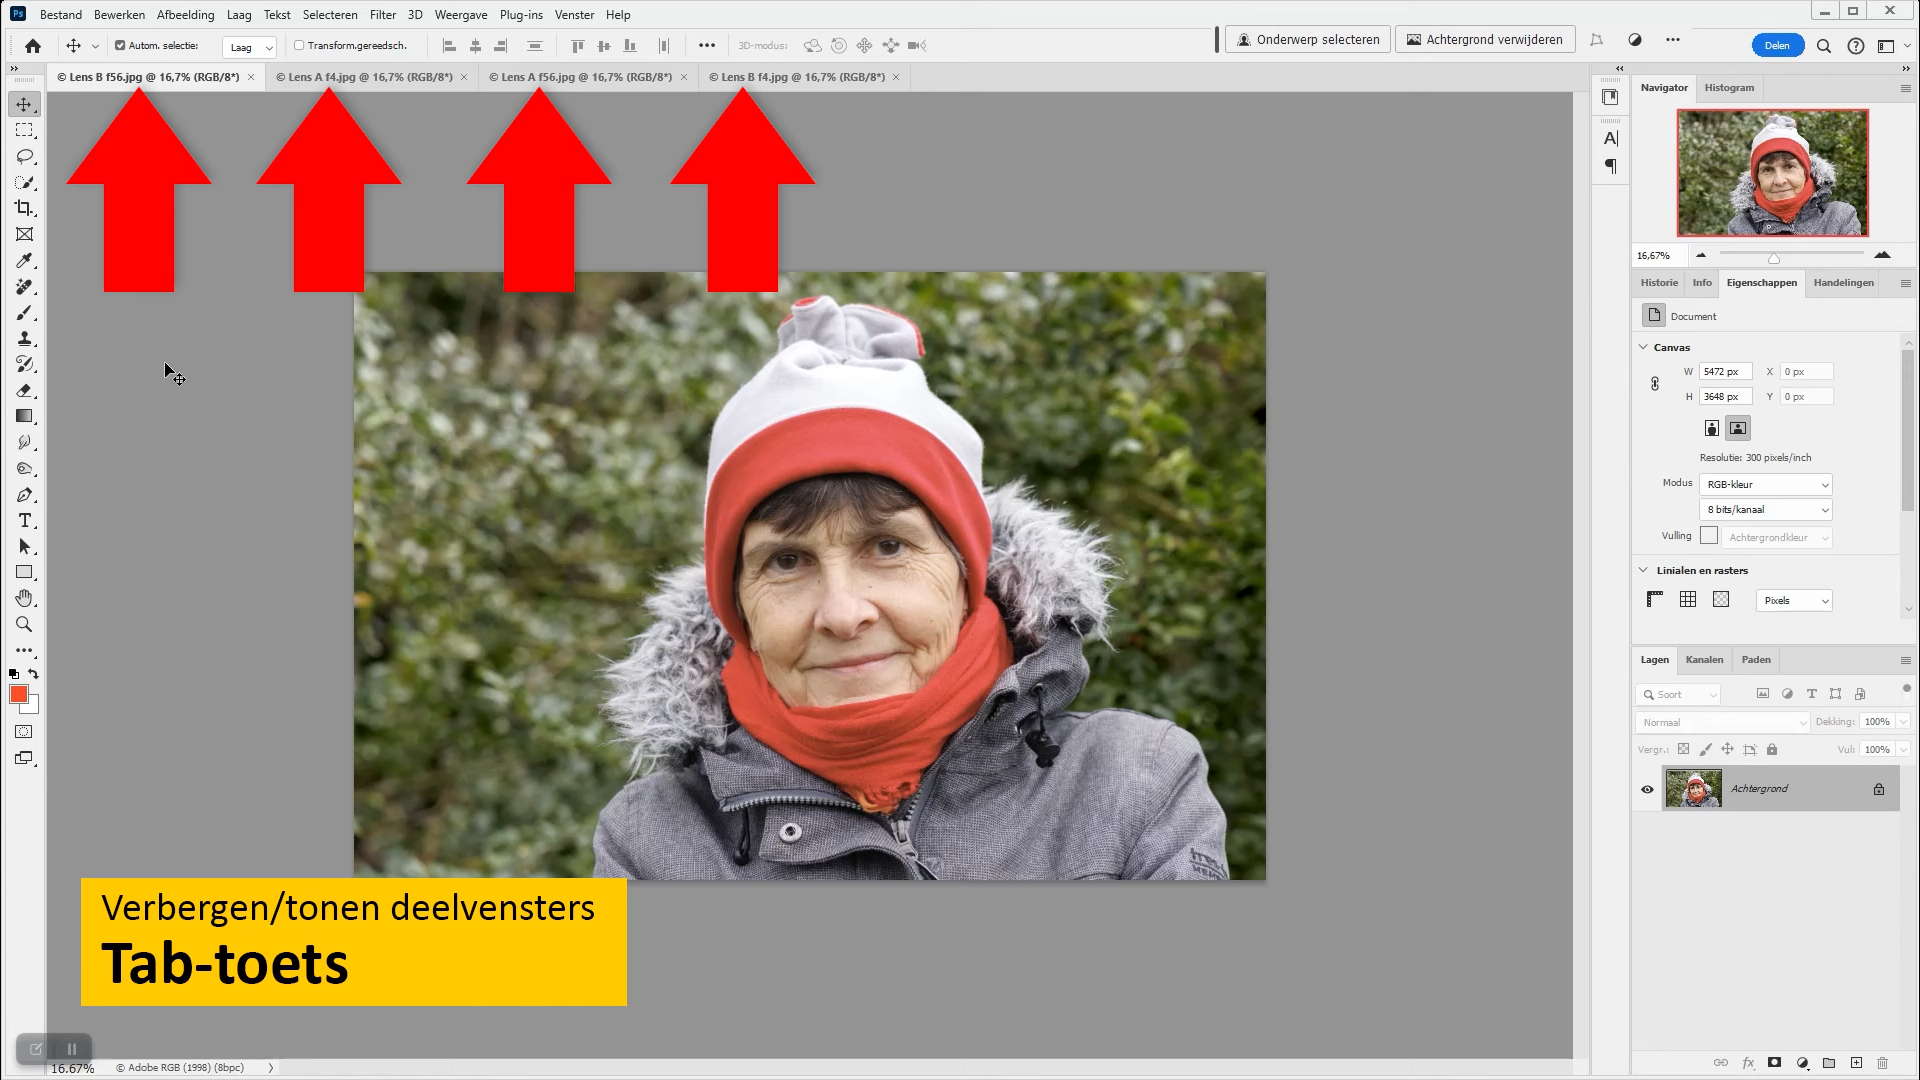 Ps Bestand Bewerken Afbeelding Laag Tekst Selecteren Filter 3D Weergave Plug-ins Venster Help
Autom. selectie: Laag Transform.gereedsch. 3D-modus: Onderwerp selecteren Achtergrond verwijderen Delen
© Lens B f56.jpg @ 16,7% (RGB/8*) × © Lens A f4.jpg @ 16,7% (RGB/8*) × © Lens A f56.jpg @ 16,7% (RGB/8*) × © Lens B f4.jpg @ 16,7% (RGB/8*) ×
Navigator Histogram
16,67%
Historie Info Eigenschappen Handelingen
Document
Canvas
W 5472 px X 0 px
H 3648 px Y 0 px
Resolutie: 300 pixels/inch
Modus RGB-kleur
8 bits/kanaal
Vulling Achtergrondkleur
Linialen en rasters
Pixels
Lagen Kanalen Paden
Soort
Normaal Dekking: 100%
Vergr.: Vul: 100%
Achtergrond
Verbergen/tonen deelvensters
Tab-toets
16.67% © Adobe RGB (1998) (8bpc)
fx